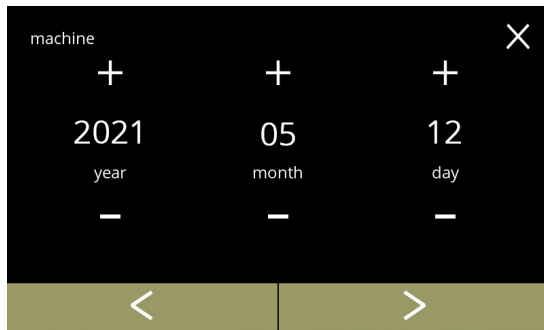 machine
+ + +
2021 05 12
year month day
- - -
< >